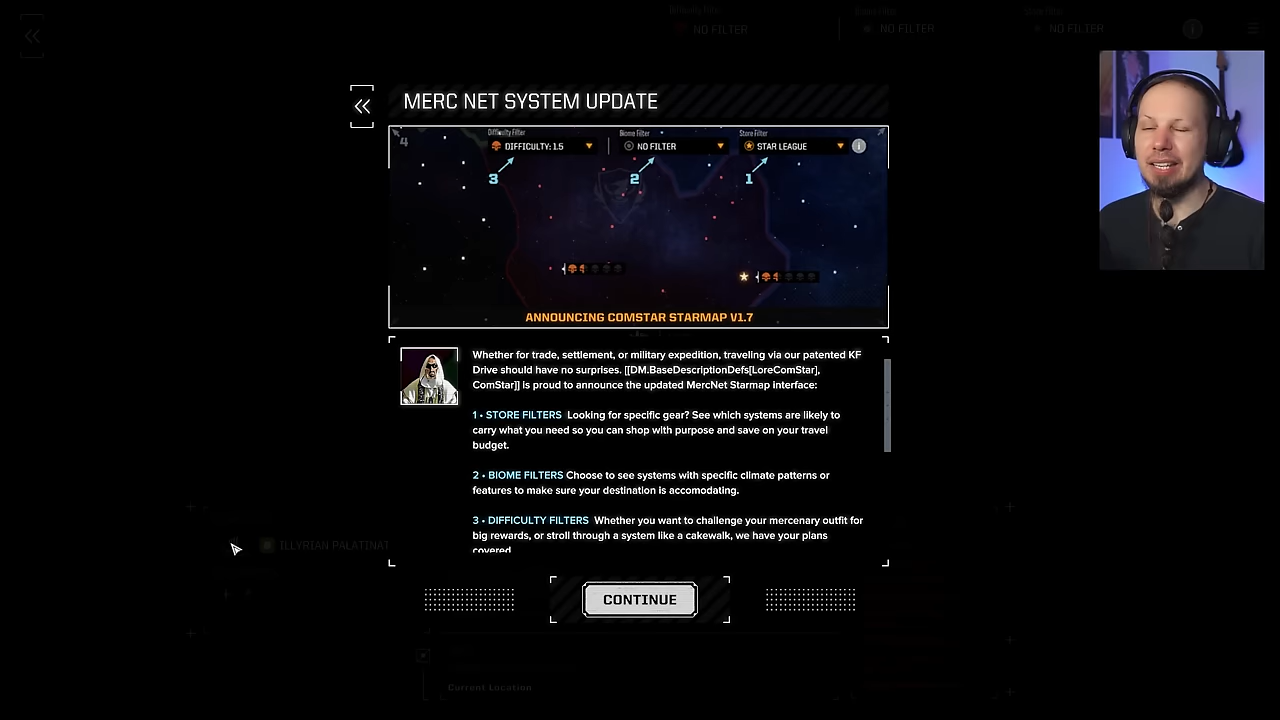 NO FILTER
NO FILTER
NO FILTER
MERC NET SYSTEM UPDATE
4
Difficulty Filter
Biome Filter
Store Filter
DIFFICULTY: 1.5
NO FILTER
STAR LEAGUE
i
3
2
1
ANNOUNCING COMSTAR STARMAP V1.7
Whether for trade, settlement, or military expedition, traveling via our patented KF
Drive should have no surprises. [[DM.BaseDescriptionDefs[LoreComStar],
ComStar]] is proud to announce the updated MercNet Starmap interface:
1 • STORE FILTERS Looking for specific gear? See which systems are likely to
carry what you need so you can shop with purpose and save on your travel
budget.
2 • BIOME FILTERS Choose to see systems with specific climate patterns or
features to make sure your destination is accomodating.
3 • DIFFICULTY FILTERS Whether you want to challenge your mercenary outfit for
big rewards, or stroll through a system like a cakewalk, we have your plans
covered
ILLYRIAN PALATINAT
CONTINUE
Current Location